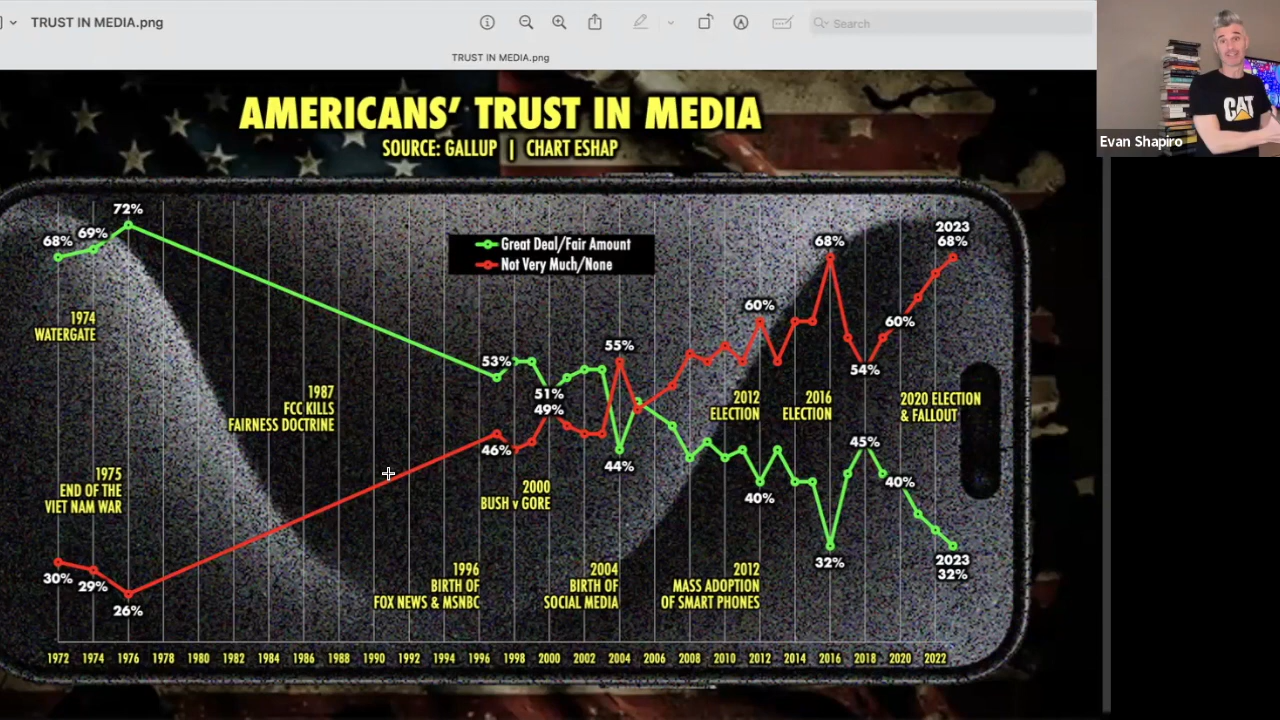 TRUST IN MEDIA.png
Search
TRUST IN MEDIA.png
Evan Shapiro
CAT
AMERICANS' TRUST IN MEDIA
SOURCE: GALLUP | CHART ESHAP
Great Deal/Fair Amount
Not Very Much/None
68%
69%
72%
53%
51%
49%
55%
60%
68%
2023
68%
60%
54%
1974
WATERGATE
1987
FCC KILLS
FAIRNESS DOCTRINE
2012
ELECTION
2016
ELECTION
2020 ELECTION
& FALLOUT
46%
44%
40%
45%
40%
1975
END OF THE
VIET NAM WAR
2000
BUSH v GORE
30%
29%
26%
1996
BIRTH OF
FOX NEWS & MSNBC
2004
BIRTH OF
SOCIAL MEDIA
2012
MASS ADOPTION
OF SMART PHONES
32%
2023
32%
1972 1974 1976 1978 1980 1982 1984 1986 1988 1990 1992 1994 1996 1998 2000 2002 2004 2006 2008 2010 2012 2014 2016 2018 2020 2022